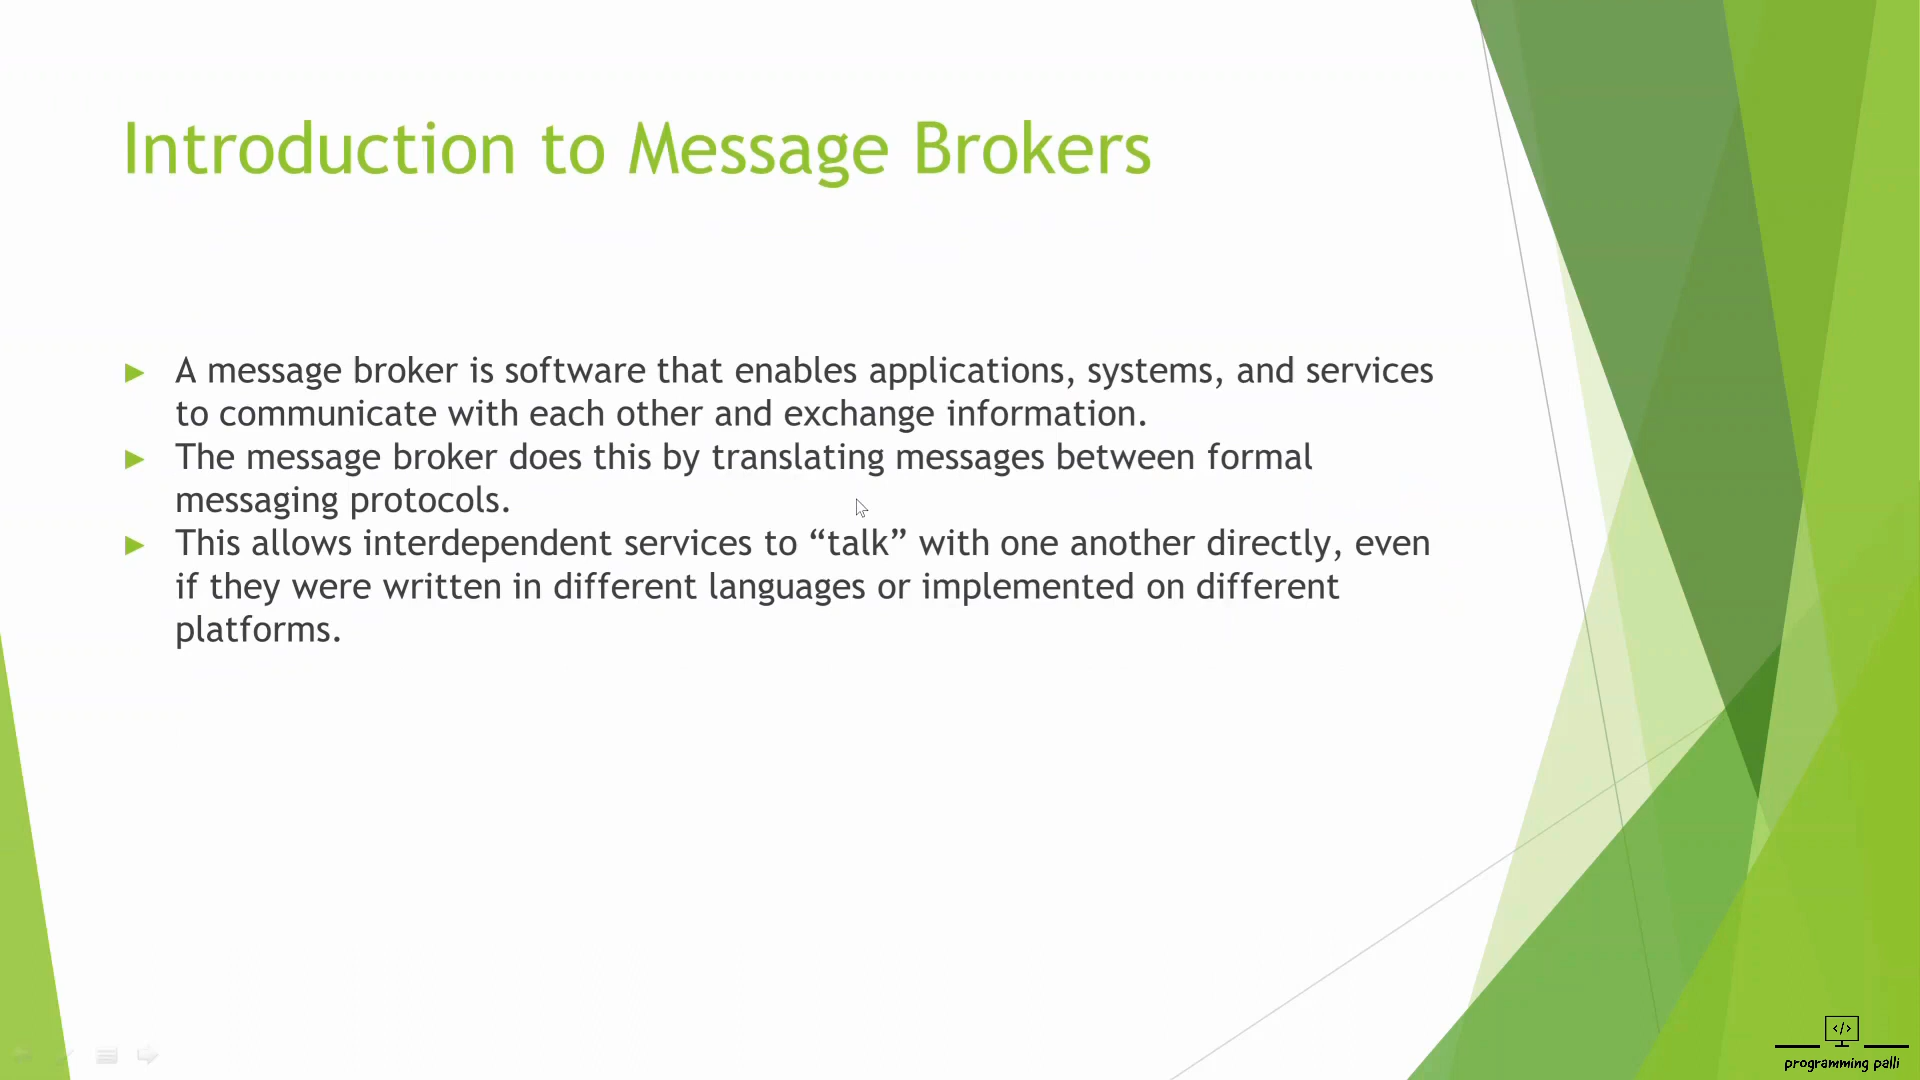 Introduction to Message Brokers
► A message broker is software that enables applications, systems, and services
to communicate with each other and exchange information.
► The message broker does this by translating messages between formal
messaging protocols.
► This allows interdependent services to “talk” with one another directly, even
if they were written in different languages or implemented on different
platforms.
</>
programming palli